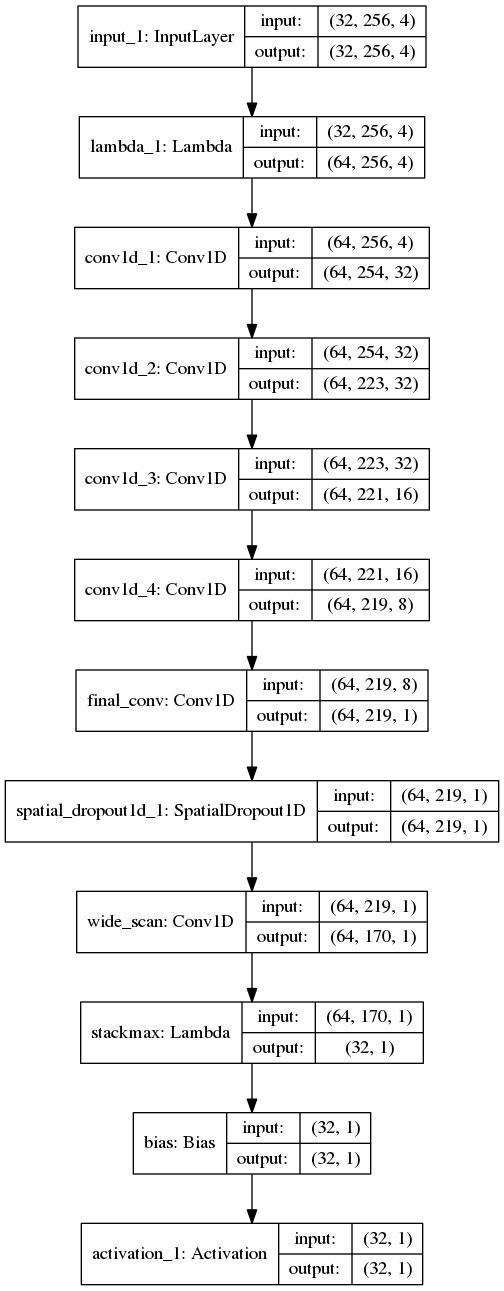 input_1: InputLayer
input: (32, 256, 4)
output: (32, 256, 4)
lambda_1: Lambda
input: (32, 256, 4)
output: (64, 256, 4)
conv1d_1: Conv1D
input: (64, 256, 4)
output: (64, 254, 32)
conv1d_2: Conv1D
input: (64, 254, 32)
output: (64, 223, 32)
conv1d_3: Conv1D
input: (64, 223, 32)
output: (64, 221, 16)
conv1d_4: Conv1D
input: (64, 221, 16)
output: (64, 219, 8)
final_conv: Conv1D
input: (64, 219, 8)
output: (64, 219, 1)
spatial_dropout1d_1: SpatialDropout1D
input: (64, 219, 1)
output: (64, 219, 1)
wide_scan: Conv1D
input: (64, 219, 1)
output: (64, 170, 1)
stackmax: Lambda
input: (64, 170, 1)
output: (32, 1)
bias: Bias
input: (32, 1)
output: (32, 1)
activation_1: Activation
input: (32, 1)
output: (32, 1)